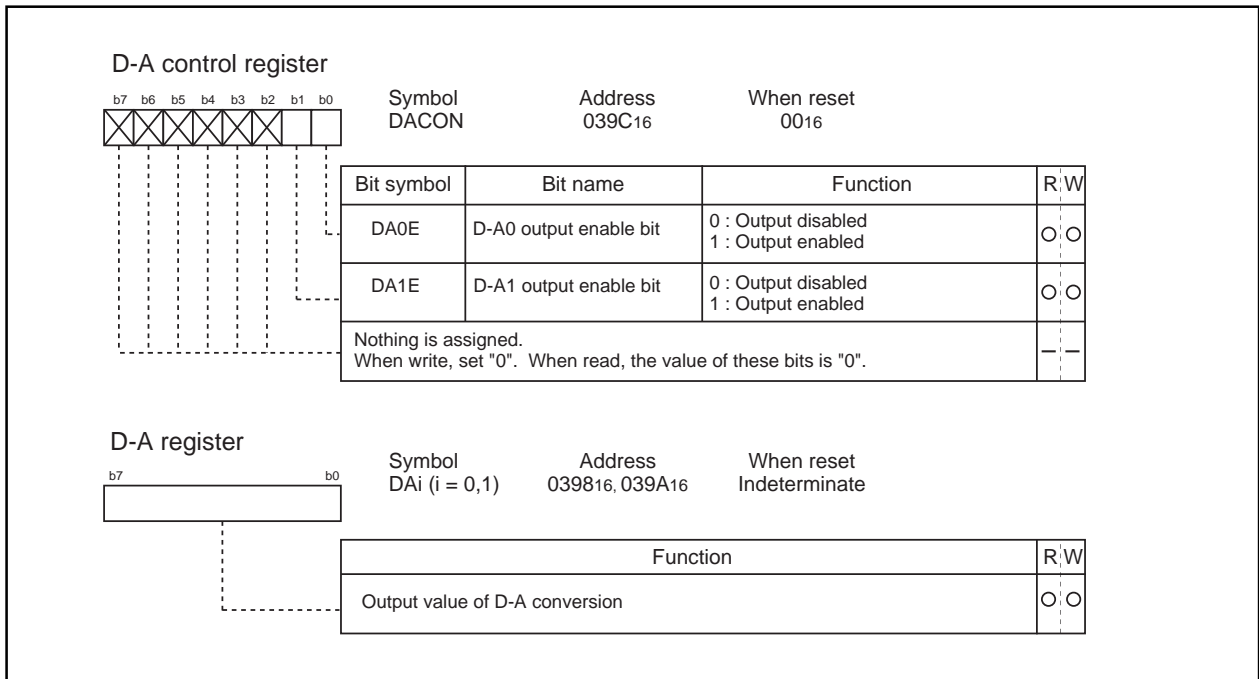 D-A control register
b7 b6 b5 b4 b3 b2 b1 b0
Symbol Address When reset
DACON 039C16 0016
Bit symbol Bit name Function R W
DA0E D-A0 output enable bit 0 : Output disabled
1 : Output enabled
DA1E D-A1 output enable bit 0 : Output disabled
1 : Output enabled
Nothing is assigned.
When write, set "0". When read, the value of these bits is "0".
D-A register
b7 b0
Symbol Address When reset
DAi (i = 0,1) 039816, 039A16 Indeterminate
Function R W
Output value of D-A conversion